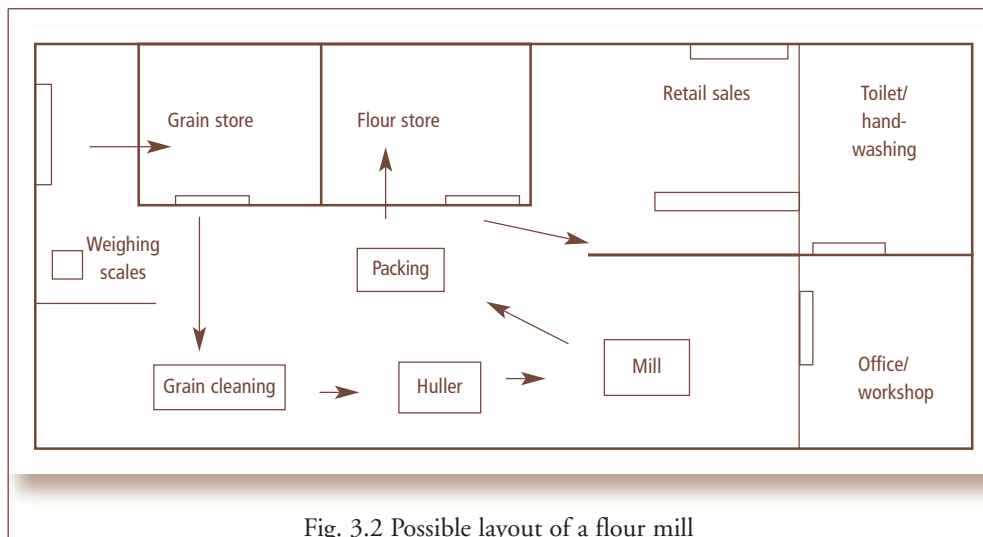 Grain store
Flour store
Retail sales
Toilet/
hand-
washing
Weighing
scales
Packing
Grain cleaning
Huller
Mill
Office/
workshop
Fig. 3.2 Possible layout of a flour mill